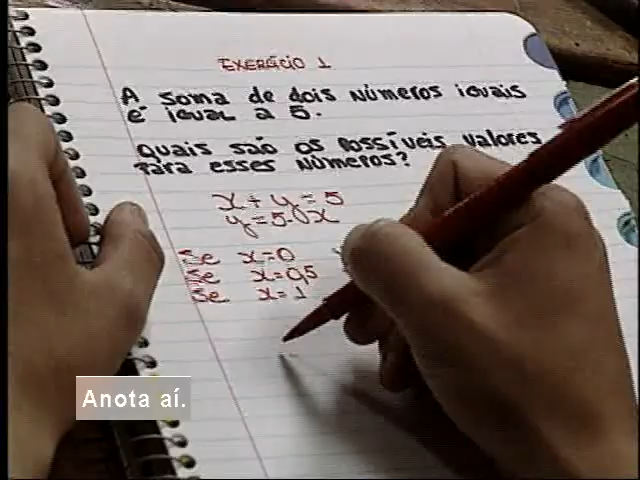 EXERCÍCIO 1
A soma de dois números iguais
é igual a 5.
Quais são os possíveis valores
para esses números?
x + y = 5
y = 5 - x
Se x = 0
Se x = 0,5
Se x = 1
Anota aí.